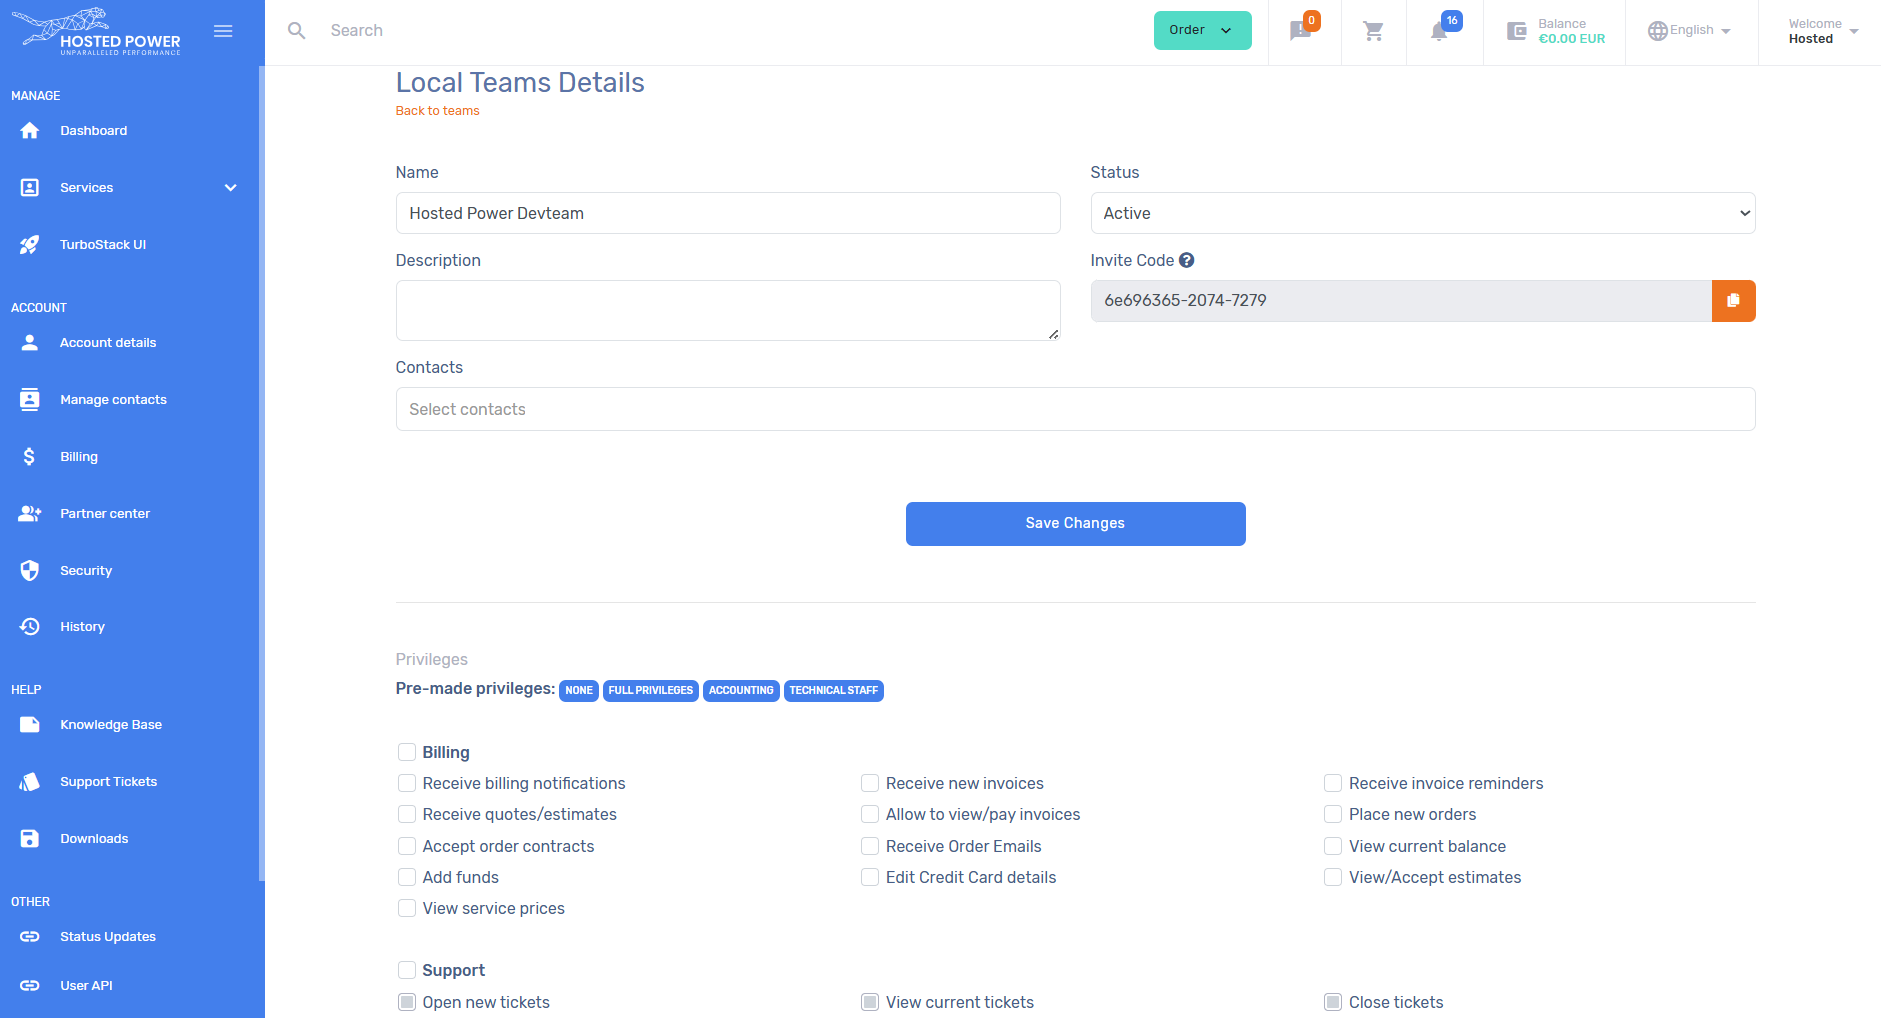 HOSTED POWER
UNPARALLELED PERFORMANCE
Search
Order
0
16
Balance
€0.00 EUR
English
Welcome
Hosted
MANAGE
Dashboard
Services
TurboStack UI
ACCOUNT
Account details
Manage contacts
Billing
Partner center
Security
History
HELP
Knowledge Base
Support Tickets
Downloads
OTHER
Status Updates
User API
Local Teams Details
Back to teams
Name
Hosted Power Devteam
Status
Active
Description
Invite Code ?
6e696365-2074-7279
Contacts
Select contacts
Save Changes
Privileges
Pre-made privileges: NONE FULL PRIVILEGES ACCOUNTING TECHNICAL STAFF
Billing
Receive billing notifications
Receive new invoices
Receive invoice reminders
Receive quotes/estimates
Allow to view/pay invoices
Place new orders
Accept order contracts
Receive Order Emails
View current balance
Add funds
Edit Credit Card details
View/Accept estimates
View service prices
Support
Open new tickets
View current tickets
Close tickets